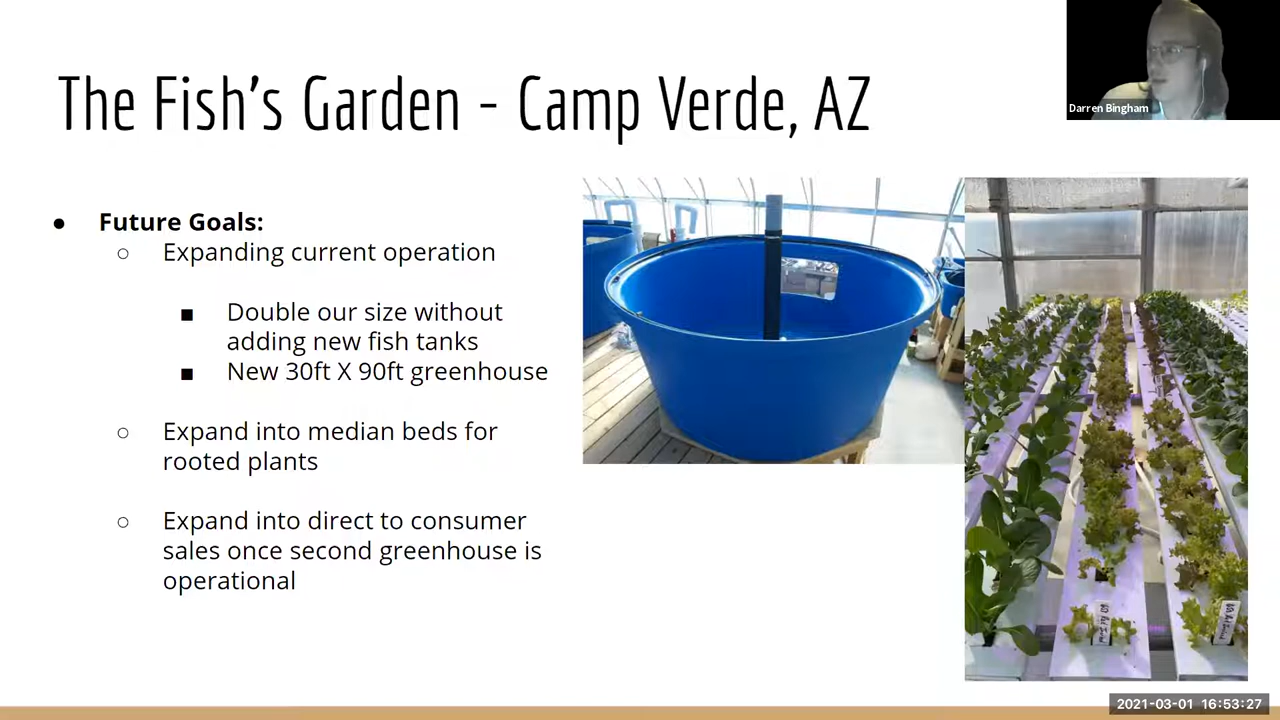 The Fish's Garden - Camp Verde, AZ
Darren Bingham
● Future Goals:
○ Expanding current operation
■ Double our size without
adding new fish tanks
■ New 30ft X 90ft greenhouse
○ Expand into median beds for
rooted plants
○ Expand into direct to consumer
sales once second greenhouse is
operational
2021-03-01 16:53:27